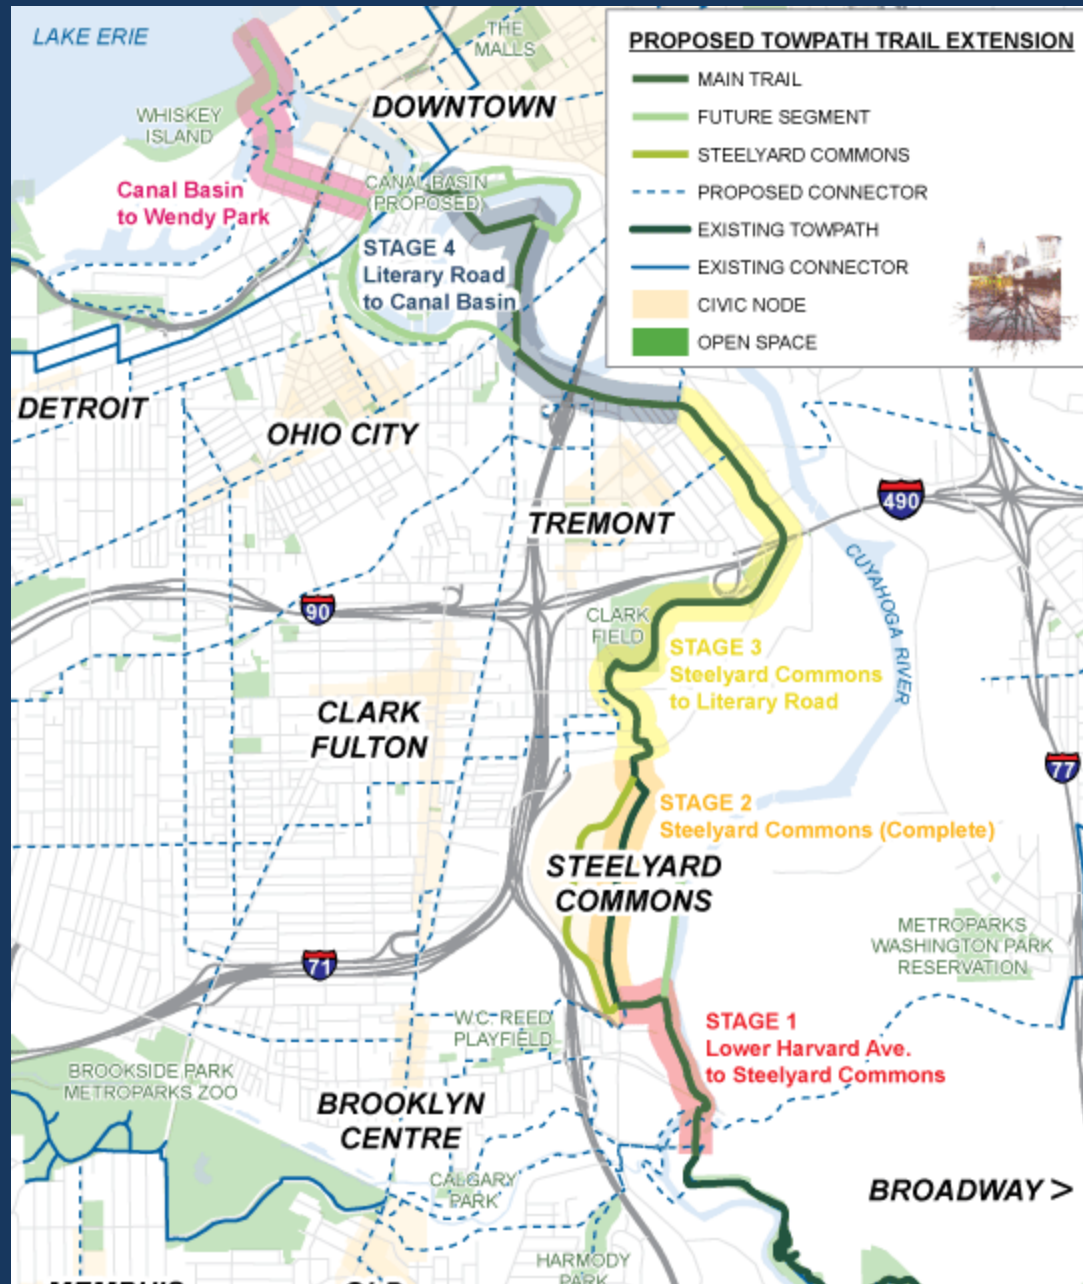 LAKE ERIE
THE
MALLS
PROPOSED TOWPATH TRAIL EXTENSION
MAIN TRAIL
FUTURE SEGMENT
STEELYARD COMMONS
PROPOSED CONNECTOR
EXISTING TOWPATH
EXISTING CONNECTOR
CIVIC NODE
OPEN SPACE
WHISKEY
ISLAND
DOWNTOWN
Canal Basin
to Wendy Park
CANAL BASIN
(PROPOSED)
STAGE 4
Literary Road
to Canal Basin
DETROIT
OHIO CITY
TREMONT
490
CUYAHOGA RIVER
90
CLARK
FIELD
STAGE 3
Steelyard Commons
to Literary Road
CLARK
FULTON
77
STAGE 2
Steelyard Commons (Complete)
STEELYARD
COMMONS
METROPARKS
WASHINGTON PARK
RESERVATION
71
W.C. REED
PLAYFIELD
STAGE 1
Lower Harvard Ave.
to Steelyard Commons
BROOKSIDE PARK
METROPARKS ZOO
BROOKLYN
CENTRE
CALGARY
PARK
BROADWAY >
HARMODY
PARK
MEMPHIS
OLD